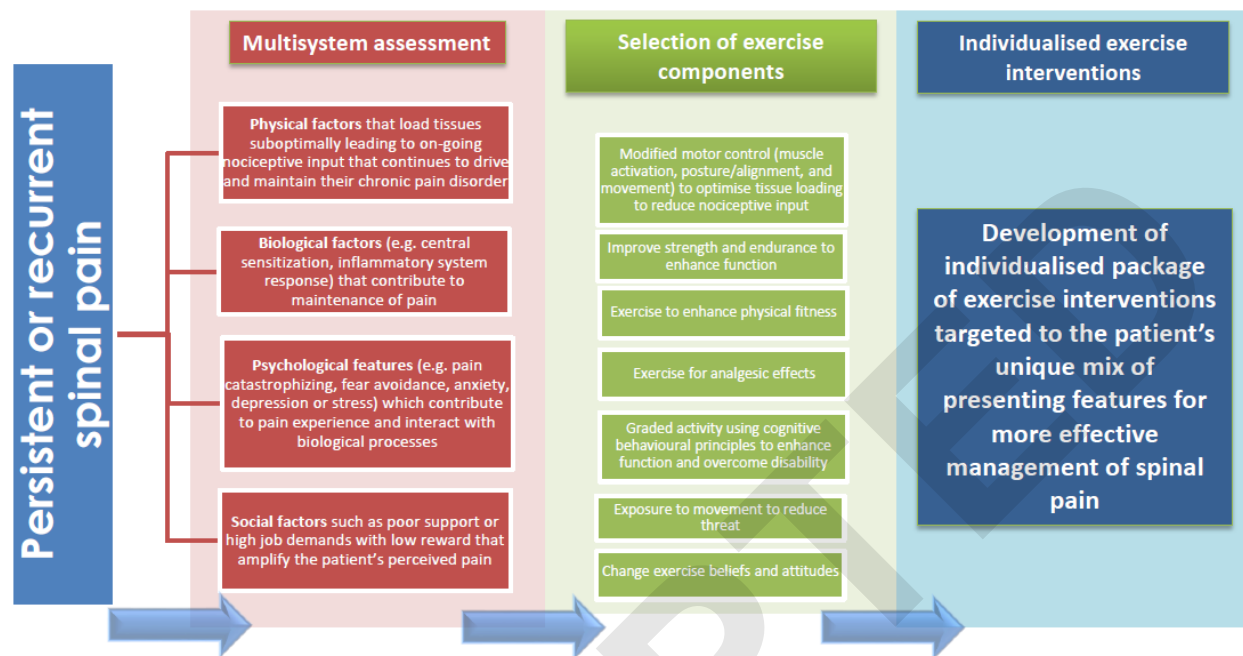 Persistent or recurrent
spinal pain
Multisystem assessment
Physical factors that load tissues
suboptimally leading to on-going
nociceptive input that continues to drive
and maintain their chronic pain disorder
Biological factors (e.g. central
sensitization, inflammatory system
response) that contribute to
maintenance of pain
Psychological features (e.g. pain
catastrophizing, fear avoidance, anxiety,
depression or stress) which contribute
to pain experience and interact with
biological processes
Social factors such as poor support or
high job demands with low reward that
amplify the patient's perceived pain
Selection of exercise
components
Modified motor control (muscle
activation, posture/alignment, and
movement) to optimise tissue loading
to reduce nociceptive input
Improve strength and endurance to
enhance function
Exercise to enhance physical fitness
Exercise for analgesic effects
Graded activity using cognitive
behavioural principles to enhance
function and overcome disability
Exposure to movement to reduce
threat
Change exercise beliefs and attitudes
Individualised exercise
interventions
Development of
individualised package
of exercise interventions
targeted to the patient's
unique mix of
presenting features for
more effective
management of spinal
pain
PTED